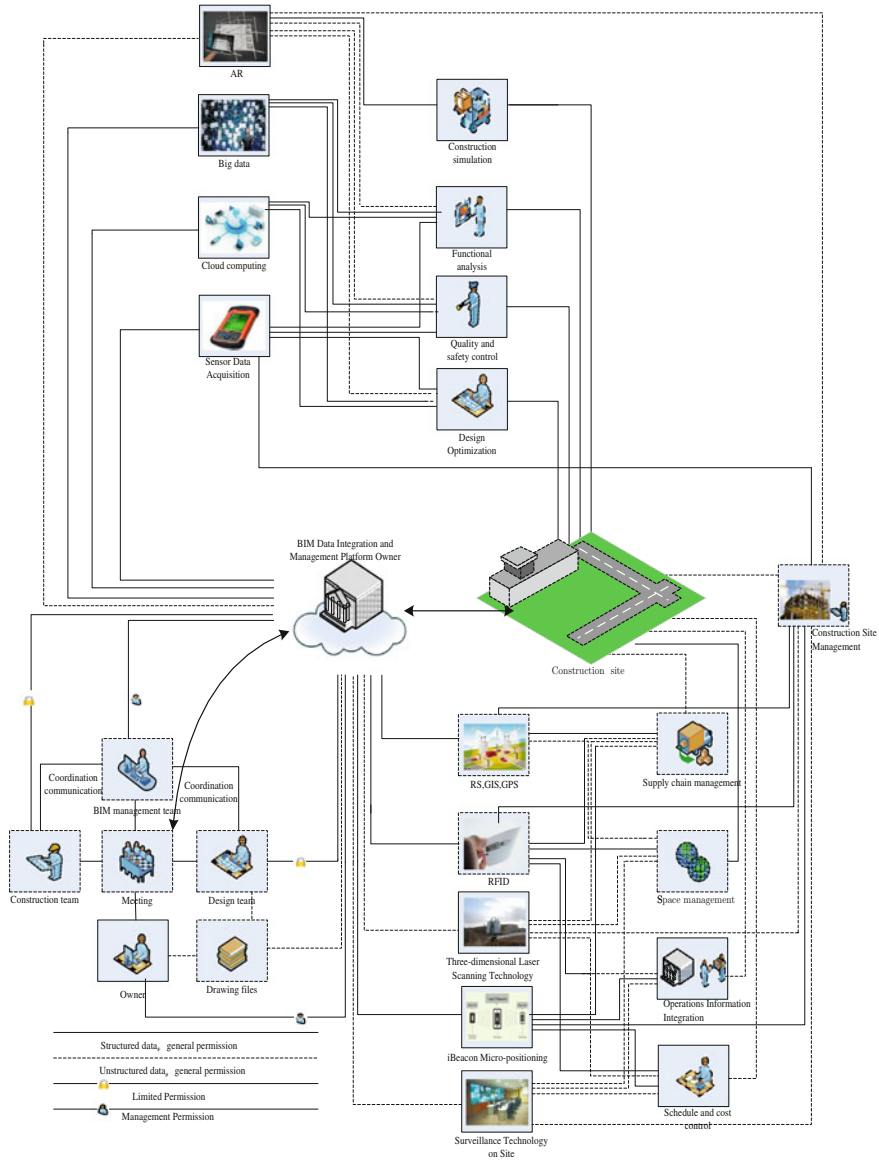 AR
Big data
Construction
simulation
Cloud computing
Functional
analysis
Sensor Data
Acquisition
Quality and
safety control
Design
Optimization
BIM Data Integration and
Management Platform Owner
Construction site
Construction Site
Management
Coordination
communication
Coordination
communication
BIM management team
RS,GIS,GPS
Supply chain management
Construction team
Meeting
Design team
RFID
Space management
Owner
Drawing files
Three-dimensional Laser
Scanning Technology
Operations Information
Integration
Structured data, general permission
iBeacon Micro-positioning
Unstructured data, general permission
Limited Permission
Management Permission
Schedule and cost
control
Surveillance Technology
on Site